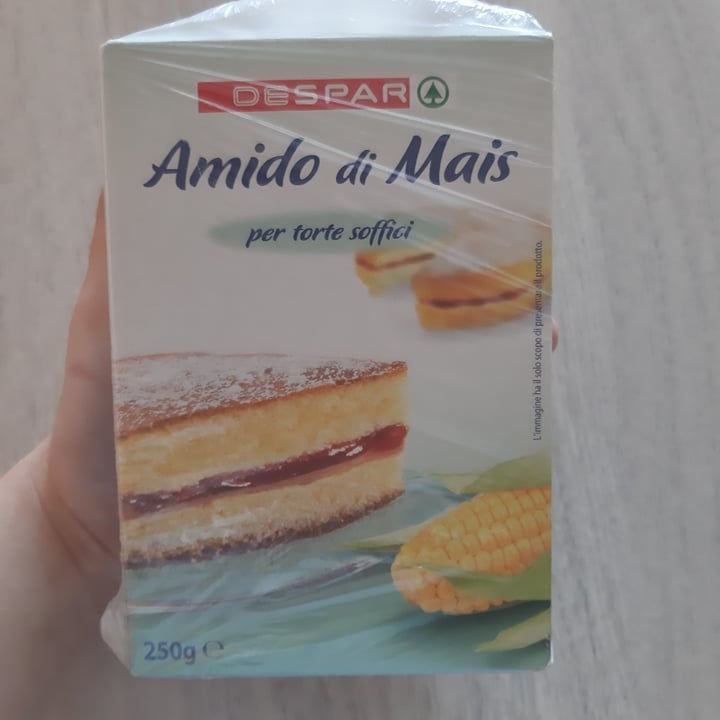 DESPAR
Amido di Mais
per torte soffici
L'immagine ha il solo scopo di presentare il prodotto.
250g ℮